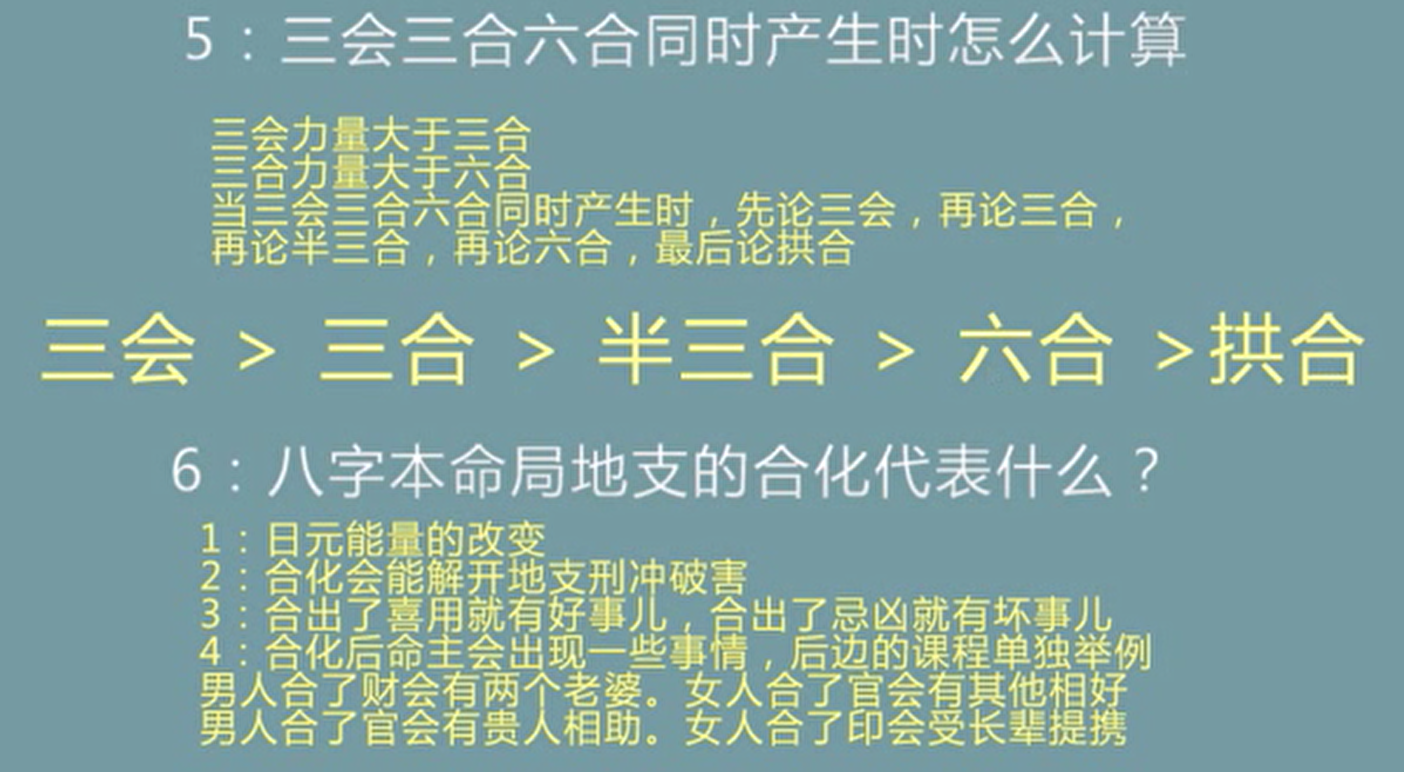 5：三会三合六合同时产生时怎么计算
三会力量大于三合
三合力量大于六合
当三会三合六合同时产生时，先论三会，再论三合，
再论半三合，再论六合，最后论拱合
三会 > 三合 > 半三合 > 六合 >拱合
6：八字本命局地支的合化代表什么？
1：日元能量的改变
2：合化会能解开地支刑冲破害
3：合出了喜用就有好事儿，合出了忌凶就有坏事儿
4：合化后命主会出现一些事情，后边的课程单独举例
男人合了财会有两个老婆。女人合了官会有其他相好
男人合了官会有贵人相助。女人合了印会受长辈提携